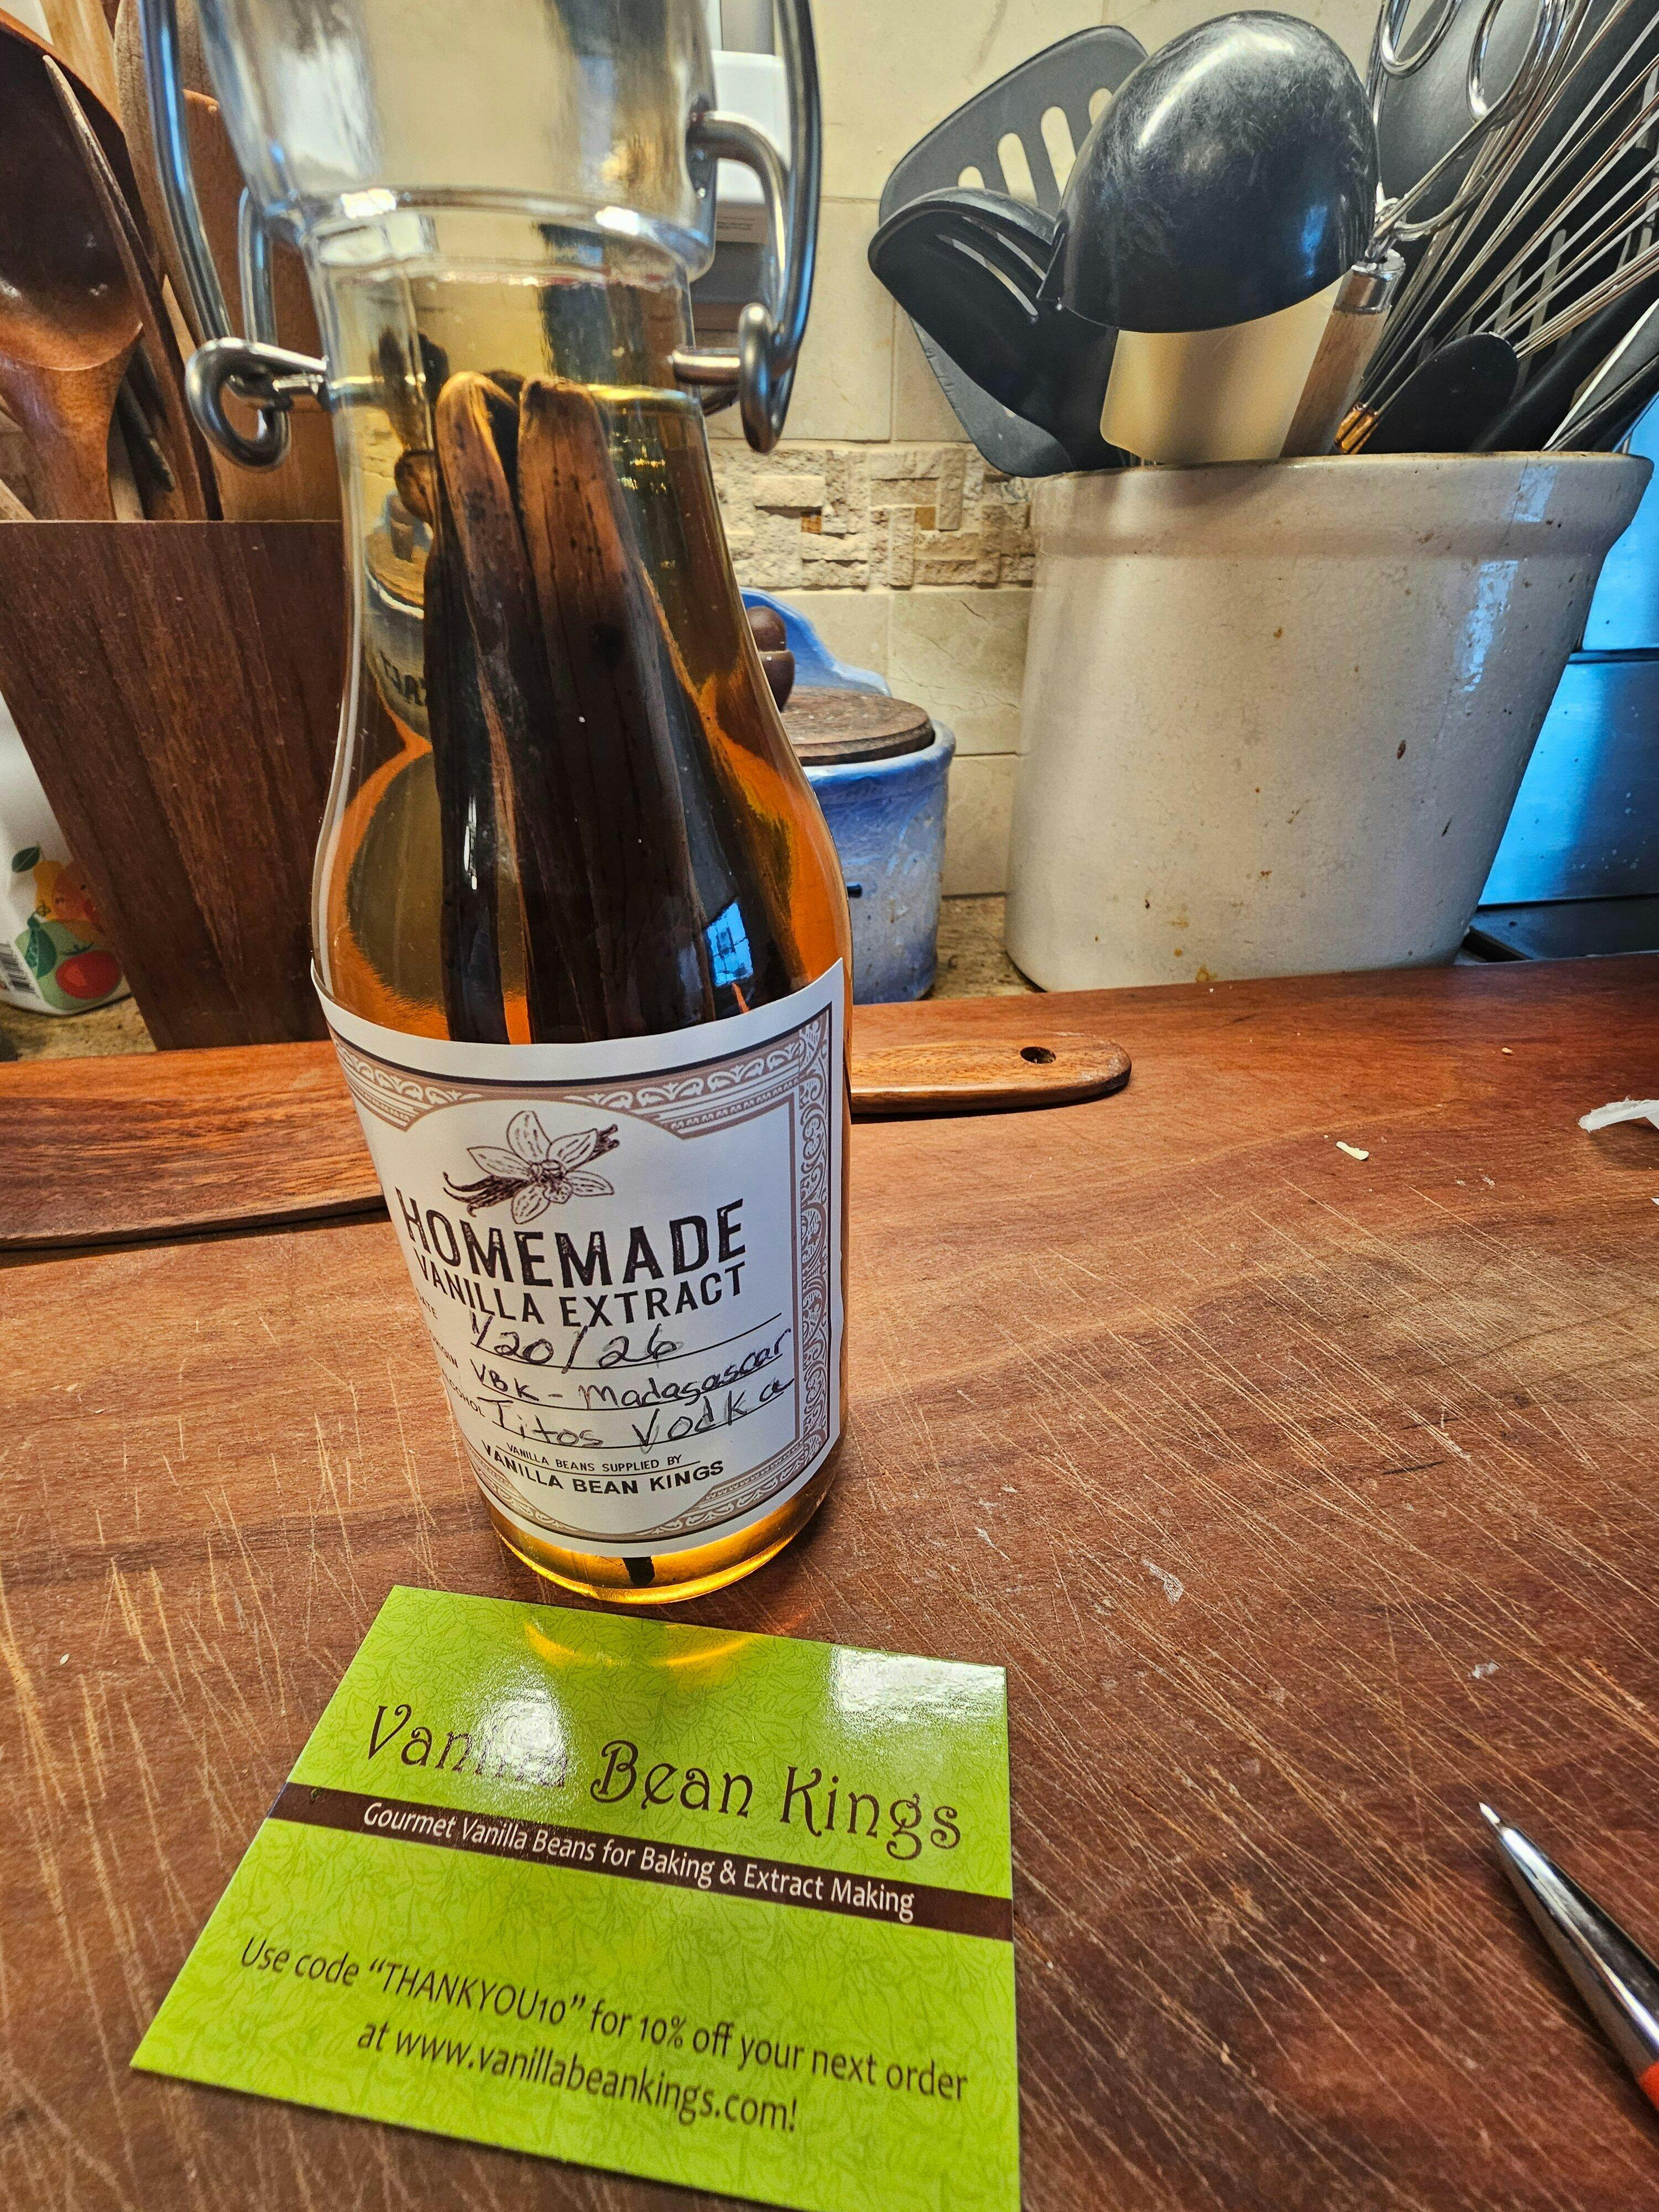 HOMEMADE
VANILLA EXTRACT
1/20/26
VBK - Madagascar
Titos Vodka
VANILLA BEANS SUPPLIED BY
VANILLA BEAN KINGS
Vanilla Bean Kings
Gourmet Vanilla Beans for Baking & Extract Making
Use code “THANKYOU10” for 10% off your next order
at www.vanillabeankings.com!